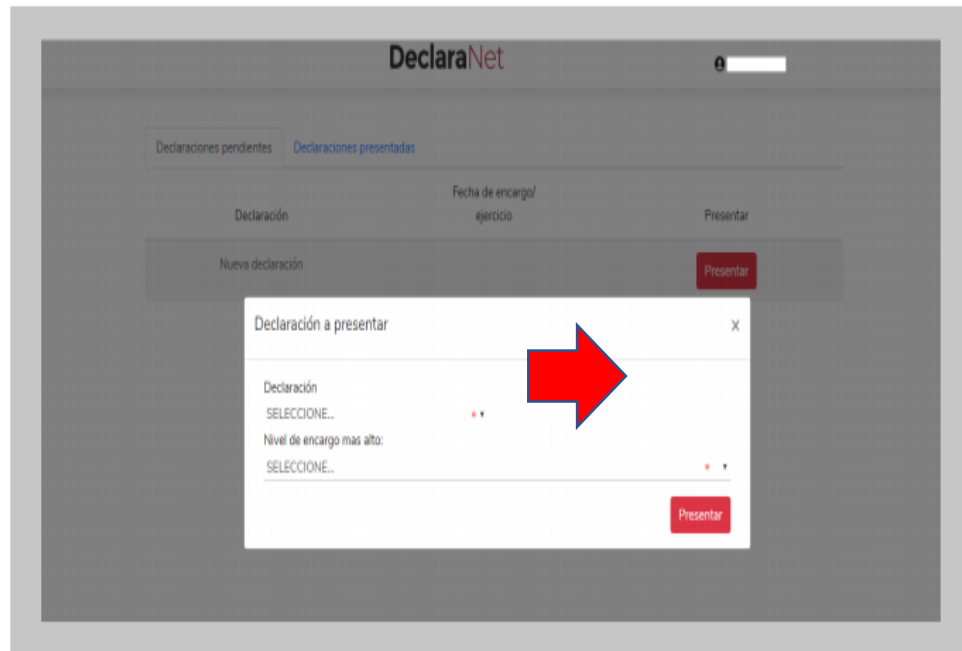 DeclaraNet
Declaraciones pendientes Declaraciones presentadas
Declaración Fecha de encargo/ ejercicio Presentar
Nueva declaración Presentar
Declaración a presentar X
Declaración
SELECCIONE...
Nivel de encargo mas alto:
SELECCIONE...
Presentar